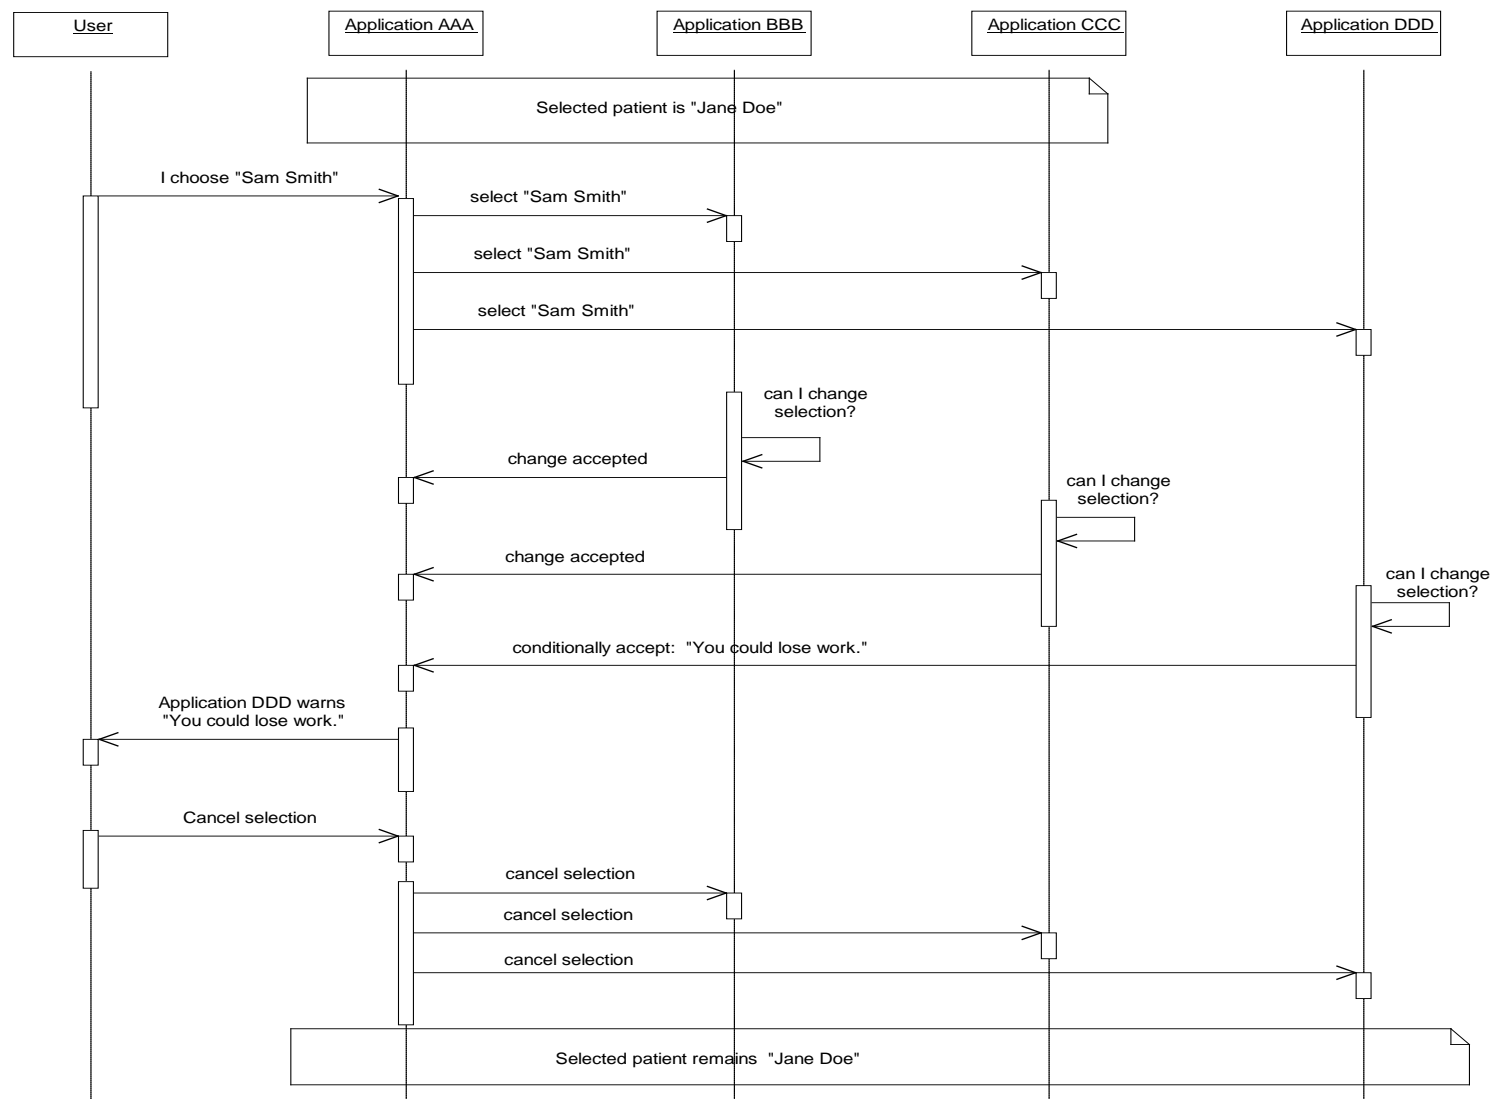 User
Application AAA
Application BBB
Application CCC
Application DDD
Selected patient is "Jane Doe"
I choose "Sam Smith"
select "Sam Smith"
select "Sam Smith"
select "Sam Smith"
can I change
selection?
change accepted
can I change
selection?
change accepted
can I change
selection?
conditionally accept:  "You could lose work."
Application DDD warns
"You could lose work."
Cancel selection
cancel selection
cancel selection
cancel selection
Selected patient remains  "Jane Doe"